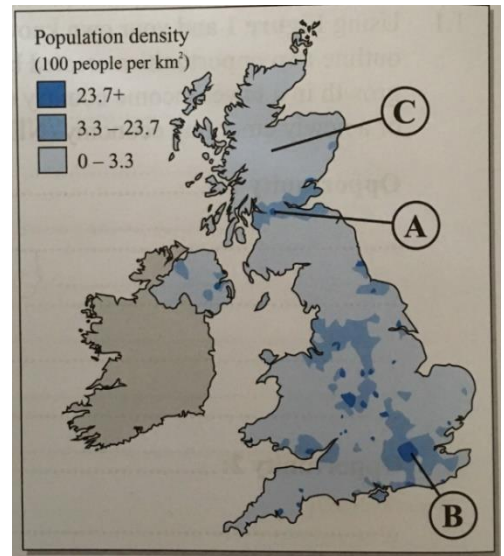 Population density
(100 people per km²)
23.7+
3.3 – 23.7
0 – 3.3
C
A
B